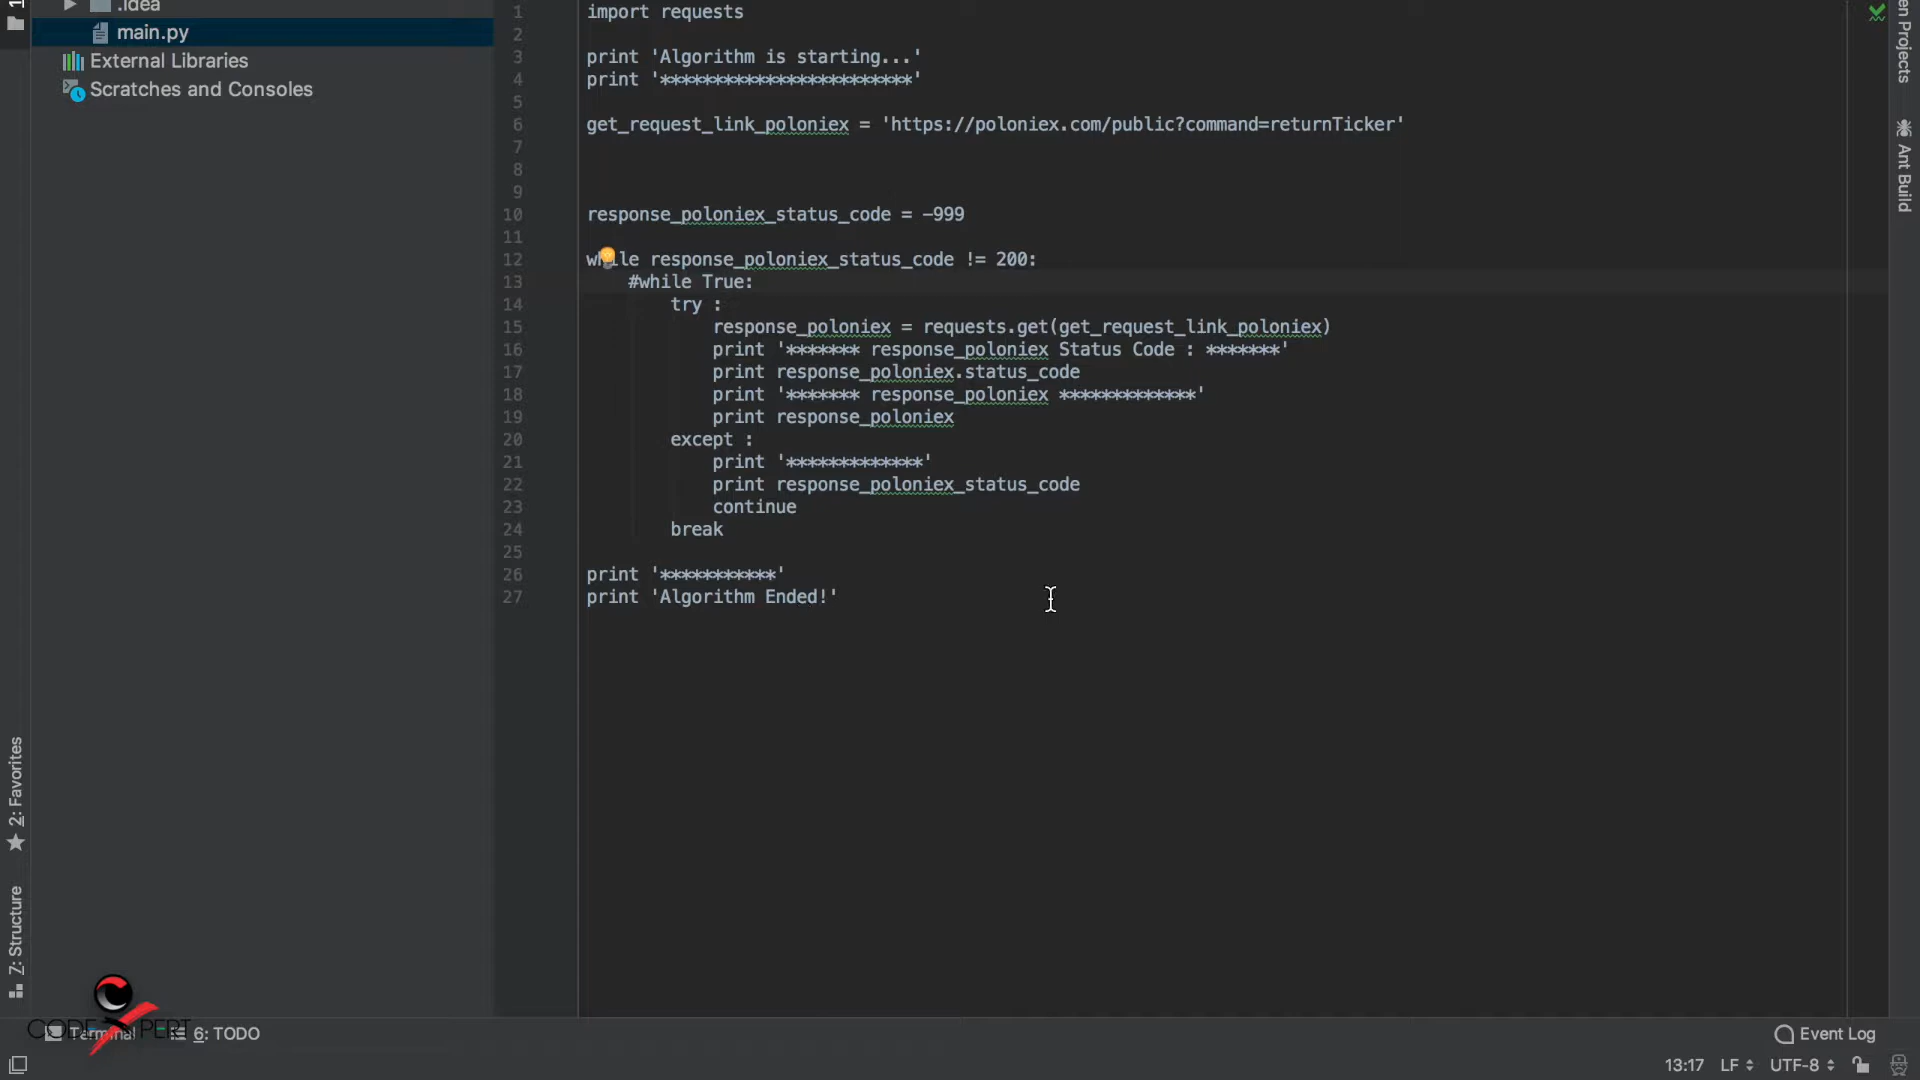 .idea
main.py
External Libraries
Scratches and Consoles
1 import requests
2
3 print 'Algorithm is starting...'
4 print '************************'
5
6 get_request_link_poloniex = 'https://poloniex.com/public?command=returnTicker'
7
8
9
10 response_poloniex_status_code = -999
11
12 while response_poloniex_status_code != 200:
13 #while True:
14 try :
15 response_poloniex = requests.get(get_request_link_poloniex)
16 print '******* response_poloniex Status Code : *******'
17 print response_poloniex.status_code
18 print '******* response_poloniex *************'
19 print response_poloniex
20 except :
21 print '*************'
22 print response_poloniex_status_code
23 continue
24 break
25
26 print '***********'
27 print 'Algorithm Ended!'
Ant Build
2: Favorites
Z: Structure
CODE XPERT
Terminal
6: TODO
Event Log
13:17 LF UTF-8